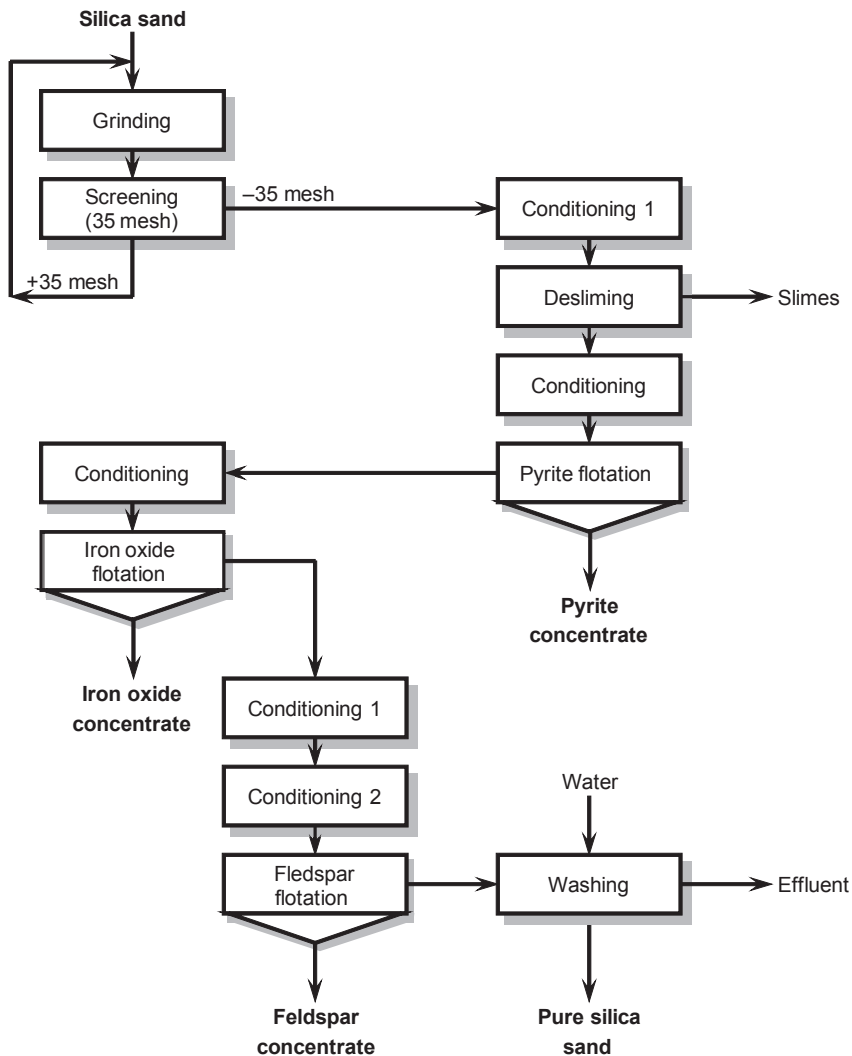 Silica sand
Grinding
Screening
(35 mesh)
–35 mesh
+35 mesh
Conditioning 1
Desliming
Slimes
Conditioning
Pyrite flotation
Pyrite
concentrate
Conditioning
Iron oxide
flotation
Iron oxide
concentrate
Conditioning 1
Conditioning 2
Fledspar
flotation
Feldspar
concentrate
Water
Washing
Effluent
Pure silica
sand